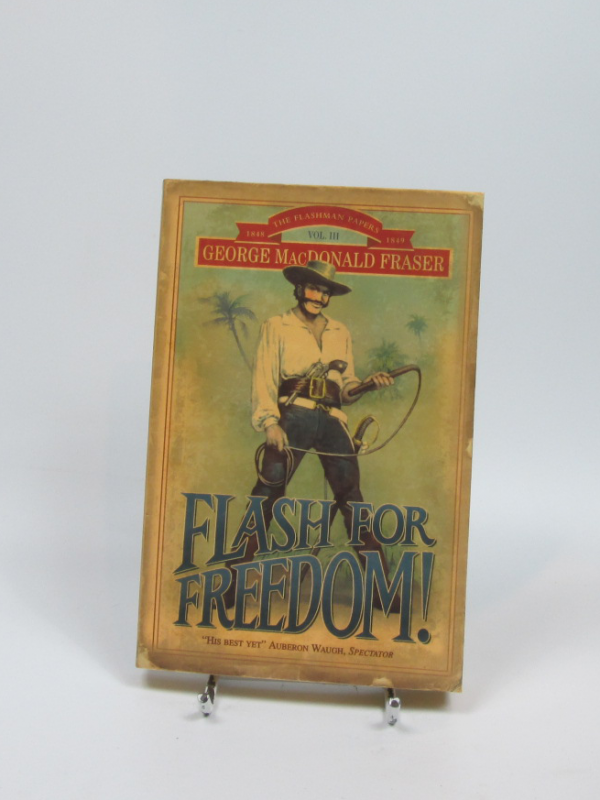 THE FLASHMAN PAPERS
1848 VOL. III 1849
GEORGE MACDONALD FRASER
FLASH FOR
FREEDOM!
"HIS BEST YET" AUBERON WAUGH, SPECTATOR